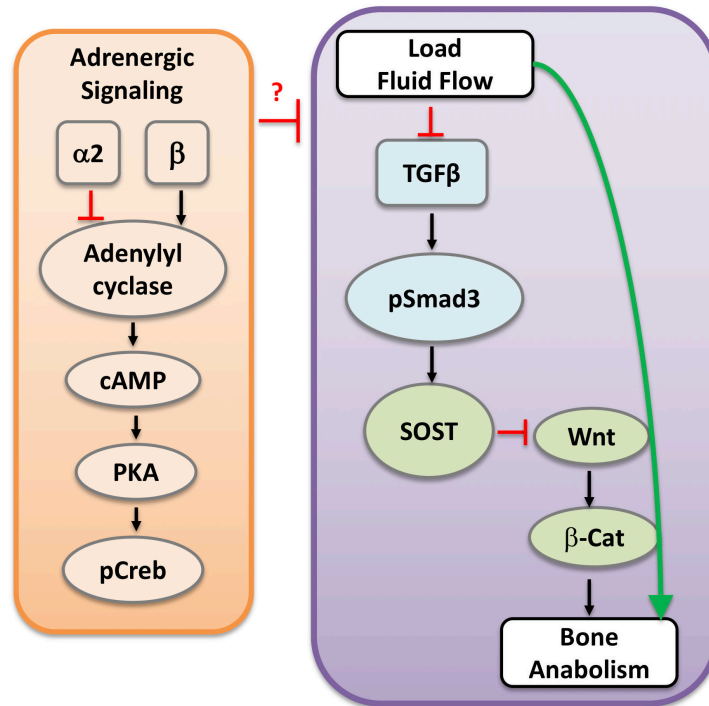 Adrenergic
Signaling
α2
β
Adenylyl
cyclase
cAMP
PKA
pCreb
?
Load
Fluid Flow
TGFβ
pSmad3
SOST
Wnt
β-Cat
Bone
Anabolism